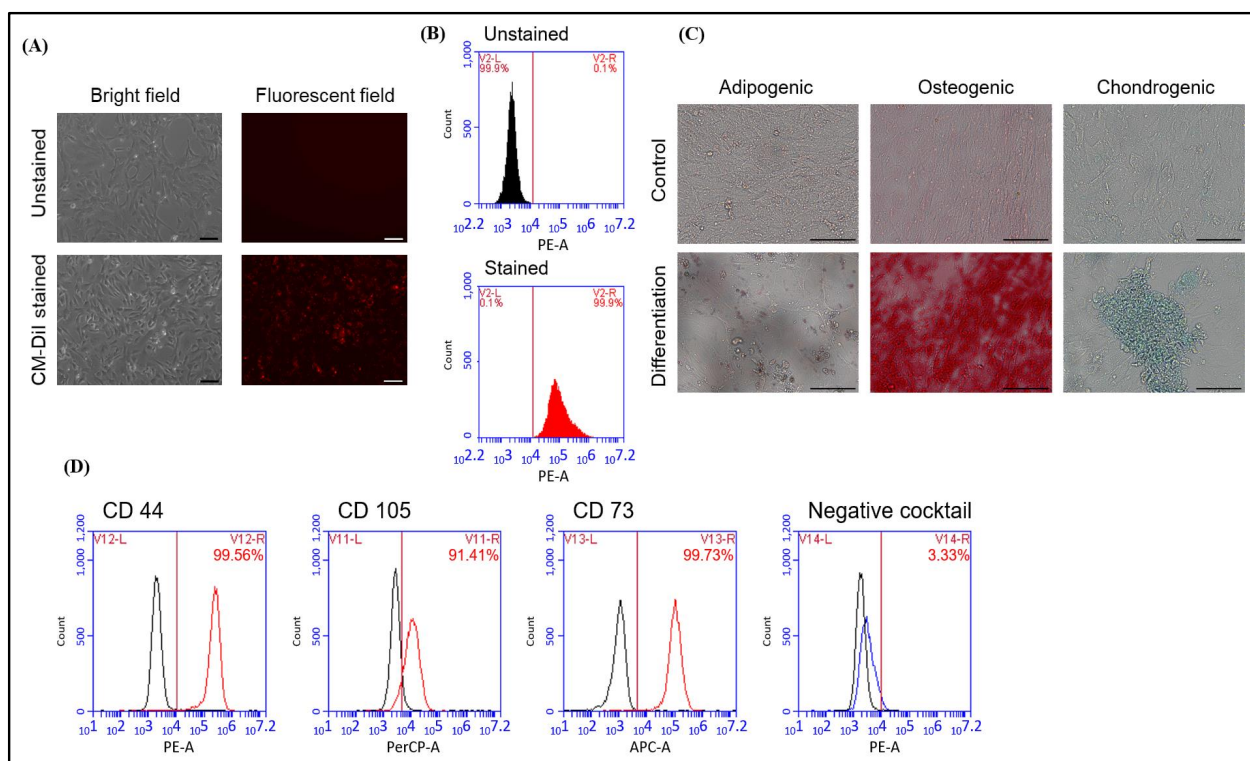 (A)
Bright field Fluorescent field
Unstained
CM-DiI stained
(B)
Unstained
1,000
V2-L
99.9%
V2-R
0.1%
Count
500
0
10^2.2 10^3 10^4 10^5 10^6 10^7.2
PE-A
Stained
1,000
V2-L
0.1%
V2-R
99.9%
Count
500
0
10^2.2 10^3 10^4 10^5 10^6 10^7.2
PE-A
(C)
Adipogenic Osteogenic Chondrogenic
Control
Differentiation
(D)
CD 44
1,200
V12-L V12-R
99.56%
1,000
Count
500
0
10^1 10^2 10^3 10^4 10^5 10^6 10^7.2
PE-A
CD 105
1,200
V11-L V11-R
91.41%
1,000
Count
500
0
10^1 10^2 10^3 10^4 10^5 10^6 10^7.2
PerCP-A
CD 73
1,200
V13-L V13-R
99.73%
1,000
Count
500
0
10^1 10^2 10^3 10^4 10^5 10^6 10^7.2
APC-A
Negative cocktail
1,200
V14-L V14-R
3.33%
1,000
Count
500
0
10^1 10^2 10^3 10^4 10^5 10^6 10^7.2
PE-A